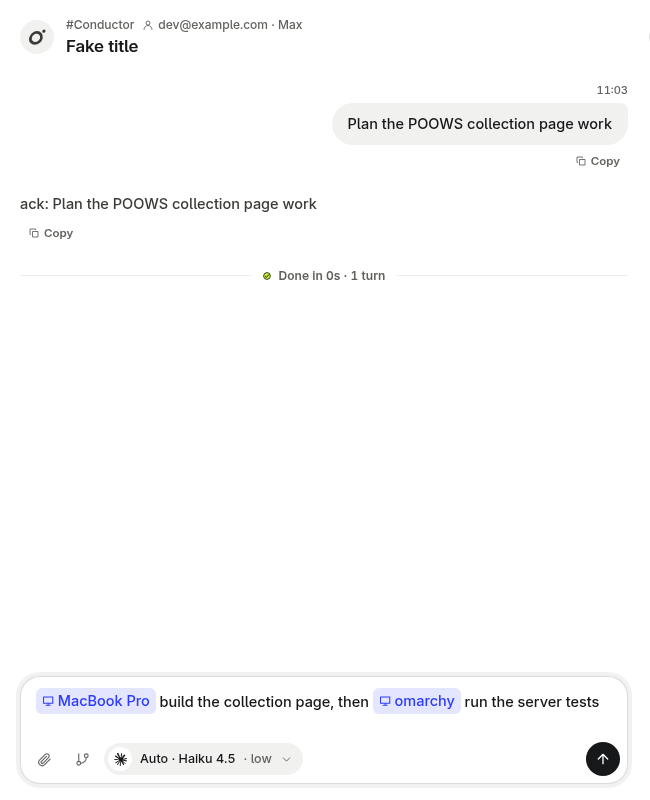 #Conductor dev@example.com · Max
Fake title
11:03
Plan the POOWS collection page work
Copy
ack: Plan the POOWS collection page work
Copy
Done in 0s · 1 turn
MacBook Pro build the collection page, then omarchy run the server tests
Auto · Haiku 4.5 · low